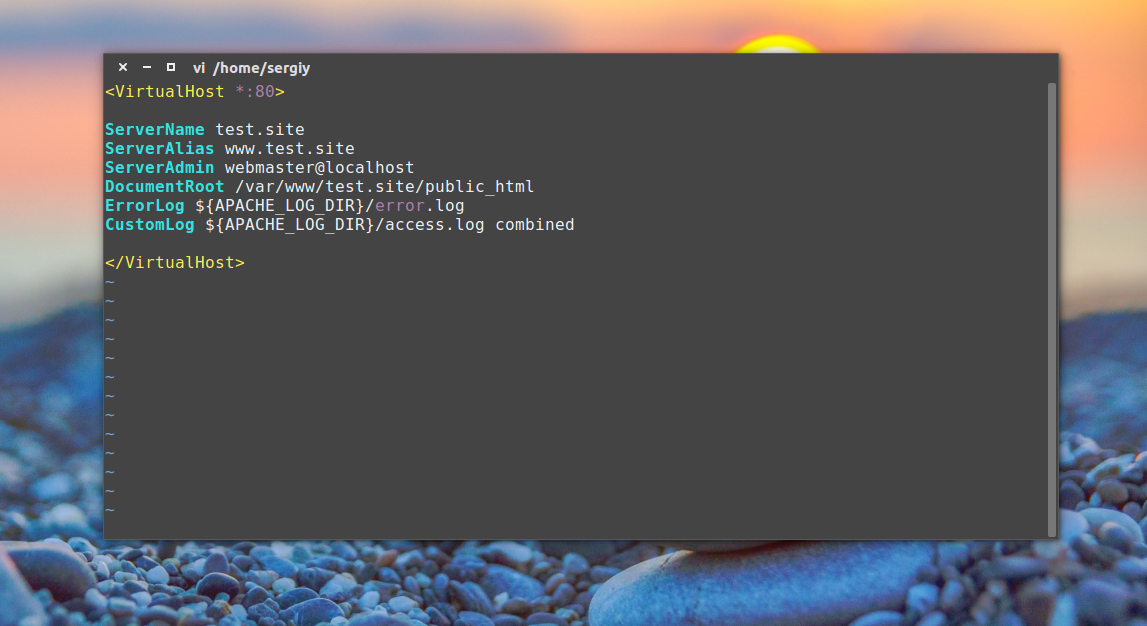 vi /home/sergiy
<VirtualHost *:80>
ServerName test.site
ServerAlias www.test.site
ServerAdmin webmaster@localhost
DocumentRoot /var/www/test.site/public_html
ErrorLog ${APACHE_LOG_DIR}/error.log
CustomLog ${APACHE_LOG_DIR}/access.log combined
</VirtualHost>
~
~
~
~
~
~
~
~
~
~
~
~
~